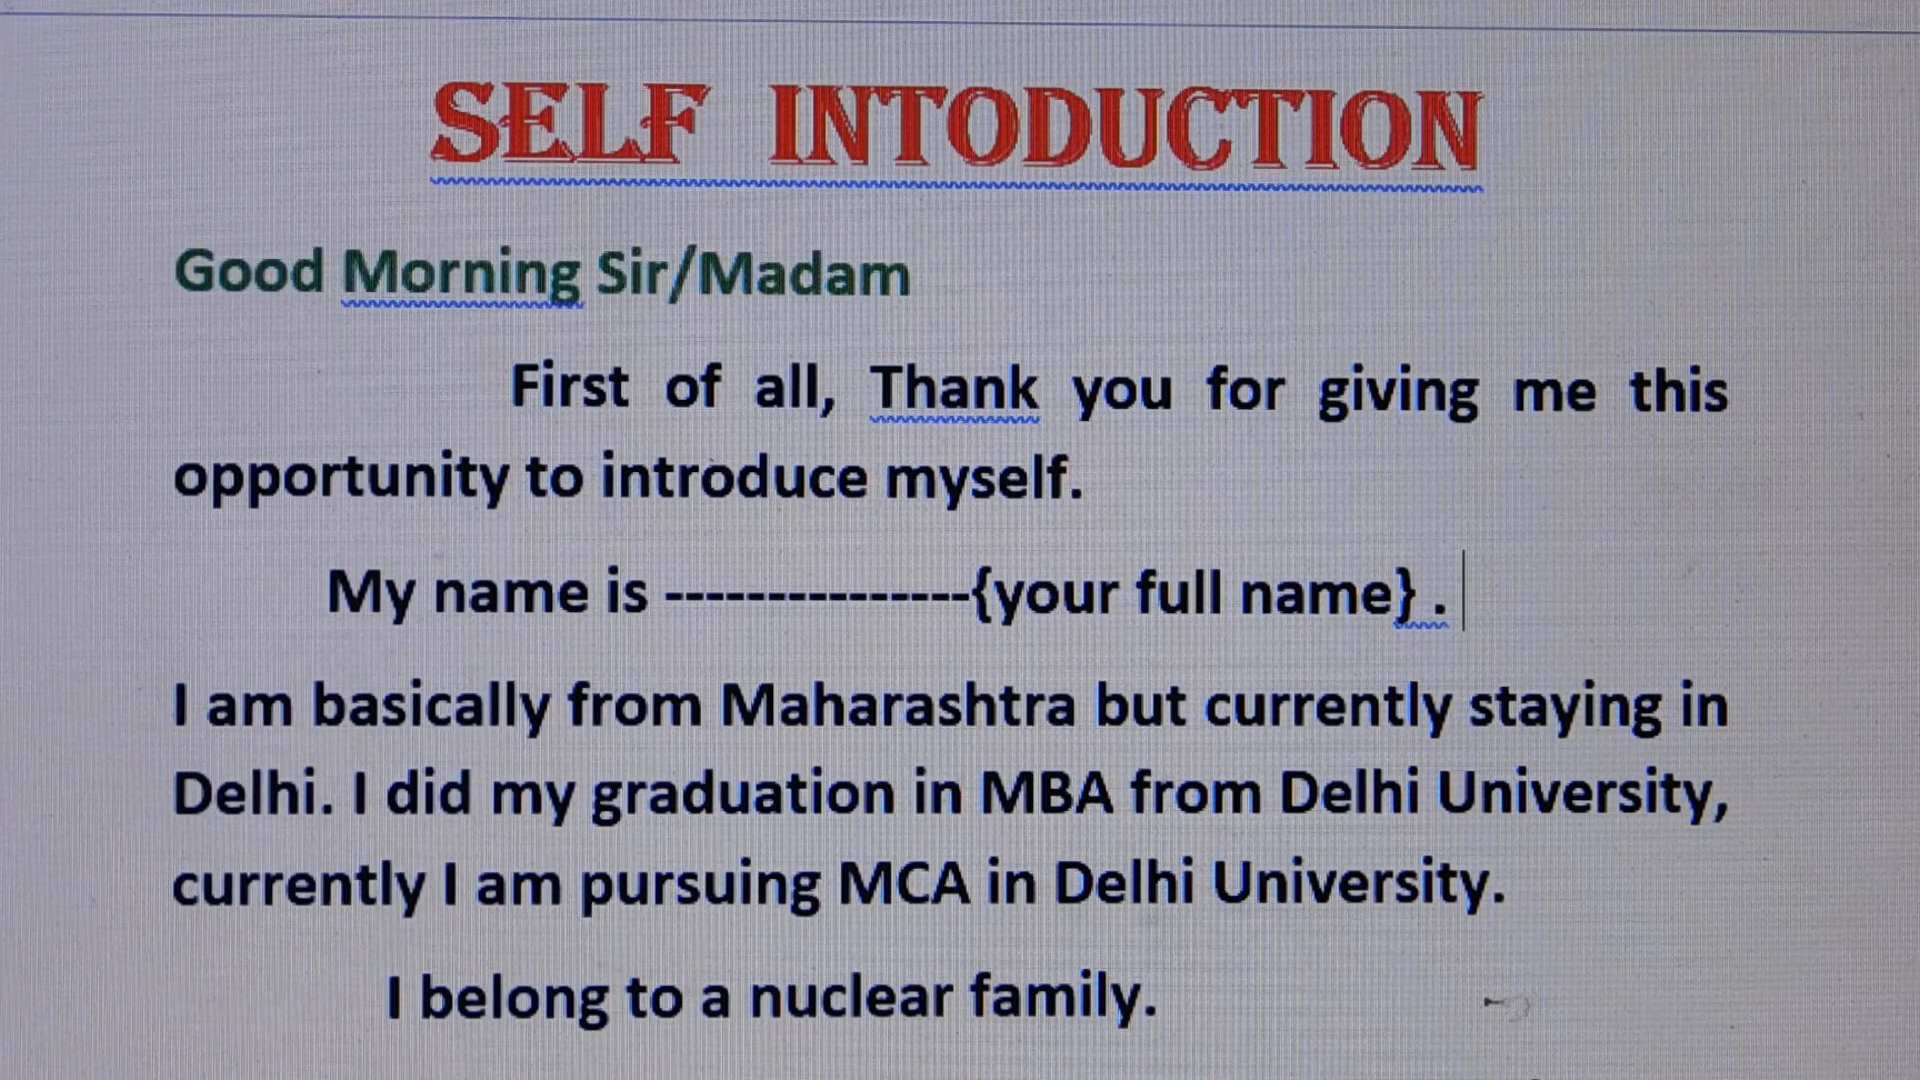 SELF INTODUCTION
Good Morning Sir/Madam
First of all, Thank you for giving me this
opportunity to introduce myself.
My name is ---------------{your full name} .
I am basically from Maharashtra but currently staying in
Delhi. I did my graduation in MBA from Delhi University,
currently I am pursuing MCA in Delhi University.
I belong to a nuclear family.